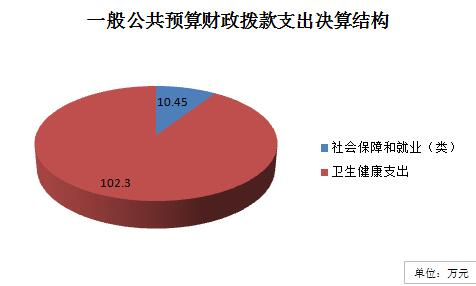 一般公共预算财政拨款支出决算结构
10.45
社会保障和就业（类）
卫生健康支出
102.3
单位：万元